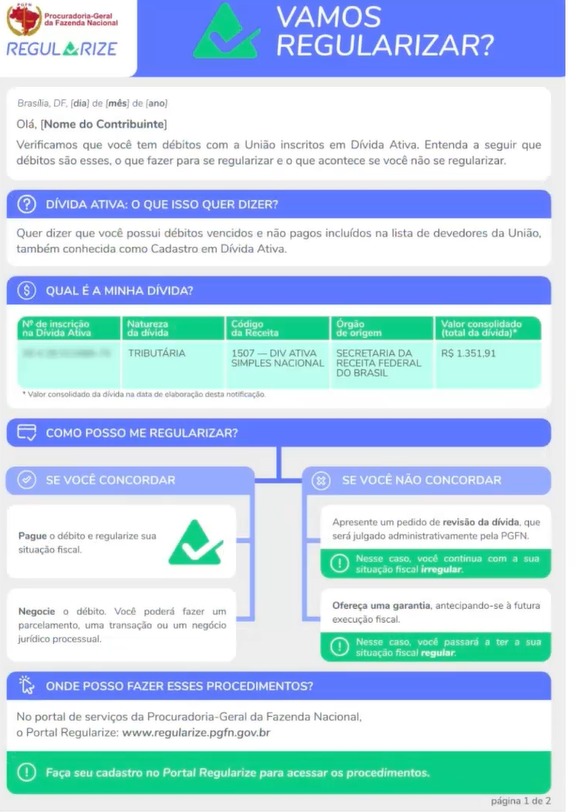 PGFN
Procuradoria-Geral
da Fazenda Nacional
REGULARIZE
VAMOS
REGULARIZAR?
Brasília, DF, [dia] de [mês] de [ano]
Olá, [Nome do Contribuinte]
Verificamos que você tem débitos com a União inscritos em Dívida Ativa. Entenda a seguir que
débitos são esses, o que fazer para se regularizar e o que acontece se você não se regularizar.
DÍVIDA ATIVA: O QUE ISSO QUER DIZER?
Quer dizer que você possui débitos vencidos e não pagos incluídos na lista de devedores da União,
também conhecida como Cadastro em Dívida Ativa.
QUAL É A MINHA DÍVIDA?
Nº de inscrição
na Dívida Ativa
Natureza
da dívida
Código
da Receita
Órgão
de origem
Valor consolidado
(total da dívida)*
TRIBUTÁRIA
1507 — DIV ATIVA
SIMPLES NACIONAL
SECRETARIA DA
RECEITA FEDERAL
DO BRASIL
R$ 1.351,91
* Valor consolidado da dívida na data de elaboração desta notificação.
COMO POSSO ME REGULARIZAR?
SE VOCÊ CONCORDAR
Pague o débito e regularize sua
situação fiscal.
Negocie o débito. Você poderá fazer um
parcelamento, uma transação ou um negócio
jurídico processual.
SE VOCÊ NÃO CONCORDAR
Apresente um pedido de revisão da dívida, que
será julgado administrativamente pela PGFN.
Nesse caso, você continua com a sua
situação fiscal irregular.
Ofereça uma garantia, antecipando-se à futura
execução fiscal.
Nesse caso, você passará a ter a sua
situação fiscal regular.
ONDE POSSO FAZER ESSES PROCEDIMENTOS?
No portal de serviços da Procuradoria-Geral da Fazenda Nacional,
o Portal Regularize: www.regularize.pgfn.gov.br
Faça seu cadastro no Portal Regularize para acessar os procedimentos.
página 1 de 2